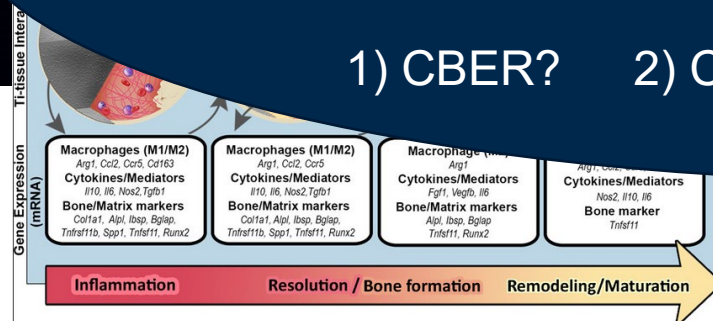 1) CBER? 2) C
Ti-tissue Intera
Gene Expression
(mRNA)
Macrophages (M1/M2)
Arg1, Ccl2, Ccr5, Cd163
Cytokines/Mediators
Il10, Il6, Nos2,Tgfb1
Bone/Matrix markers
Col1a1, Alpl, Ibsp, Bglap,
Tnfrsf11b, Spp1, Tnfsf11, Runx2
Macrophages (M1/M2)
Arg1, Ccl2, Ccr5
Cytokines/Mediators
Il10, Il6, Nos2,Tgfb1
Bone/Matrix markers
Col1a1, Alpl, Ibsp, Bglap,
Tnfrsf11b, Spp1, Tnfsf11, Runx2
Macrophage
Arg1
Cytokines/Mediators
Fgf1, Vegfb, Il6
Bone/Matrix markers
Alpl, Ibsp, Bglap
Tnfsf11, Runx2
Arg1,
Cytokines/Mediators
Nos2, Il10, Il6
Bone marker
Tnfsf11
Inflammation Resolution / Bone formation Remodeling/Maturation